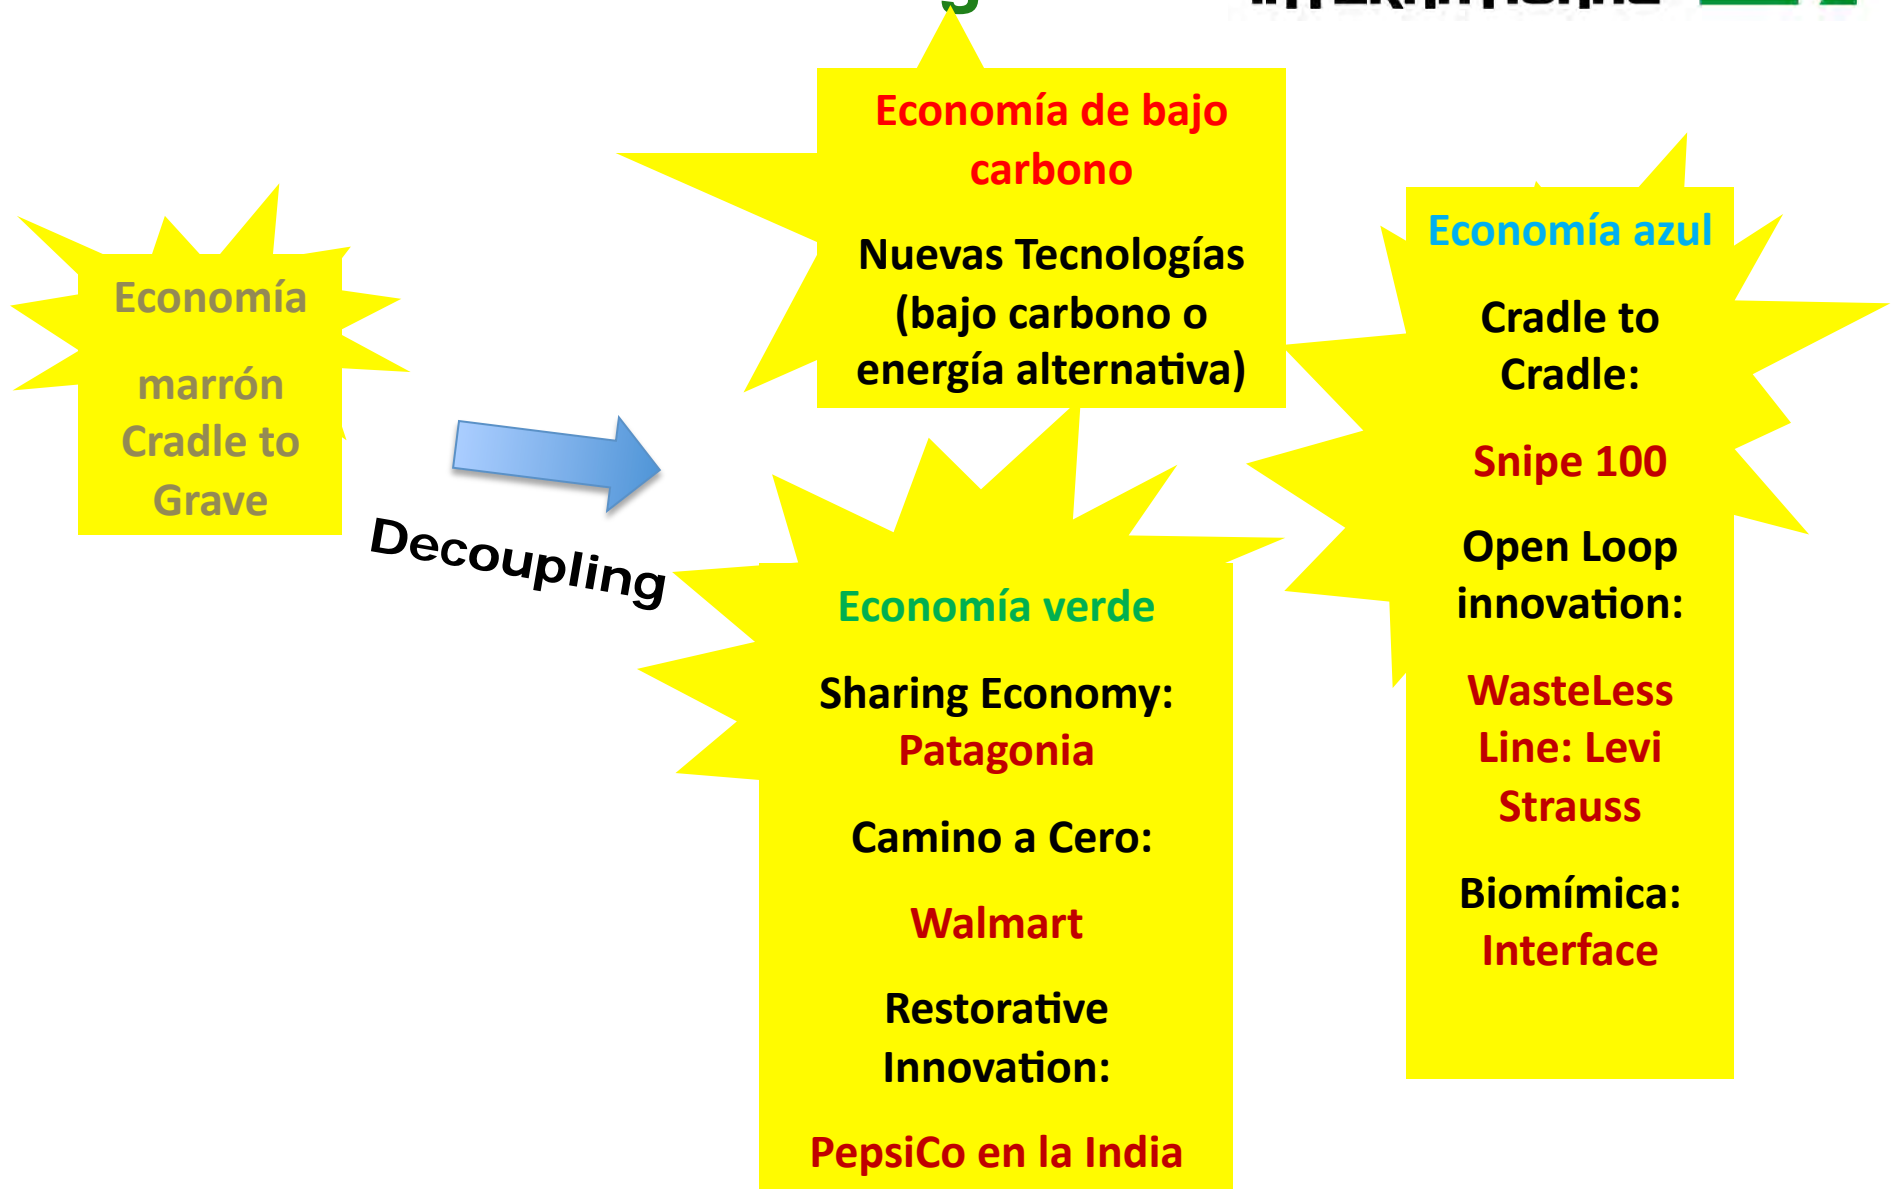 Economía
marrón
Cradle to
Grave
Decoupling
Economía de bajo
carbono
Nuevas Tecnologías
(bajo carbono o
energía alternativa)
Economía verde
Sharing Economy:
Patagonia
Camino a Cero:
Walmart
Restorative
Innovation:
PepsiCo en la India
Economía azul
Cradle to
Cradle:
Snipe 100
Open Loop
innovation:
WasteLess
Line: Levi
Strauss
Biomímica:
Interface